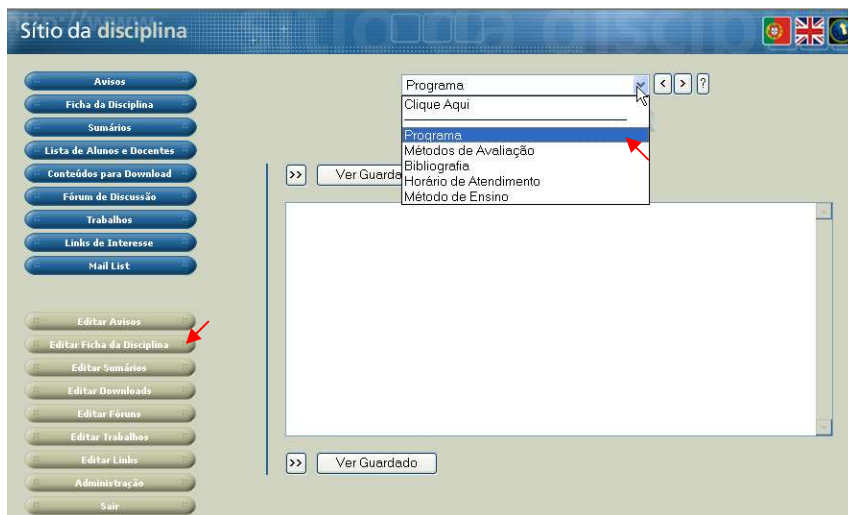 Sítio da disciplina
Avisos
Ficha da Disciplina
Sumários
Lista de Alunos e Docentes
Conteúdos para Download
Fórum de Discussão
Trabalhos
Links de Interesse
Mail List
Editar Avisos
Editar Ficha da Disciplina
Editar Sumários
Editar Downloads
Editar Fóruns
Editar Trabalhos
Editar Links
Administração
Sair
Programa < > ?
Clique Aqui
Programa
Métodos de Avaliação
Bibliografia
Horário de Atendimento
Método de Ensino
>> Ver Guarda
>> Ver Guardado